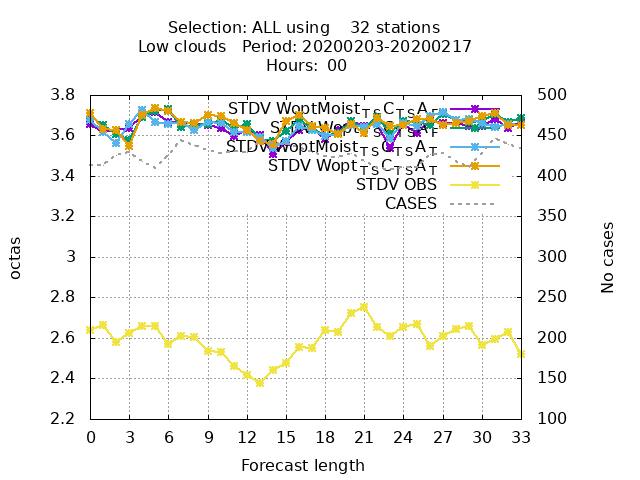 Selection: ALL using 32 stations
Low clouds Period: 20200203-20200217
Hours: 00
3.8 500
STDV WoptMoist_TS C_TS A_T
3.6 450
STDV WoptMoist_TS C_TS A_T
STDV Wopt_TS C_TS A_T
3.4 400
STDV OBS
CASES
3.2 350
3 300
octas
No cases
2.8 250
2.6 200
2.4 150
2.2 100
0 3 6 9 12 15 18 21 24 27 30 33
Forecast length